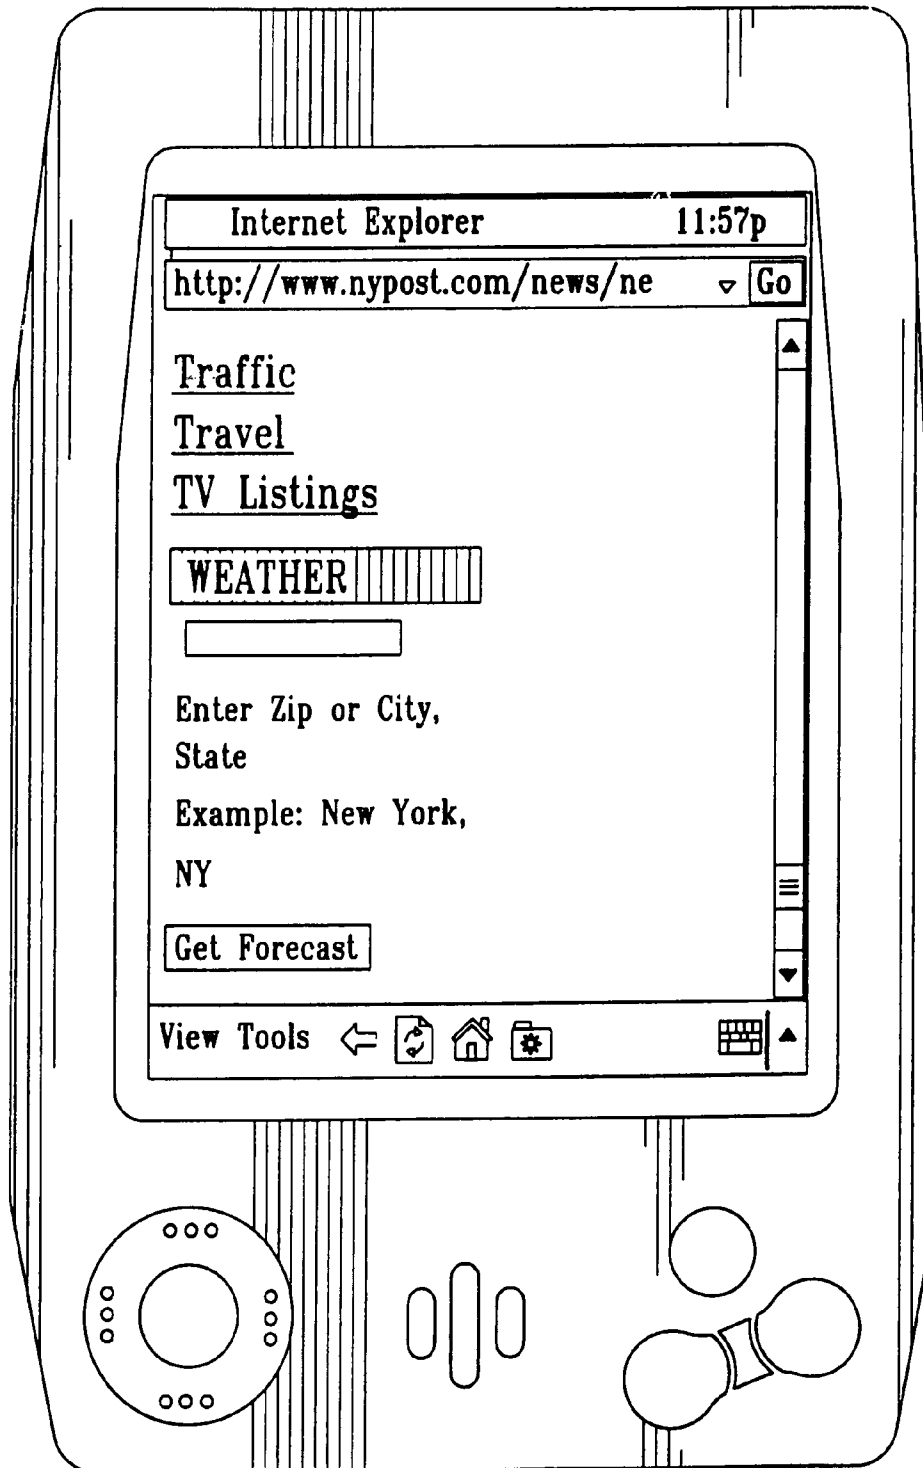 Internet Explorer 11:57p
http://www.nypost.com/news/ne Go
Traffic
Travel
TV Listings
WEATHER
Enter Zip or City,
State
Example: New York,
NY
Get Forecast
View Tools